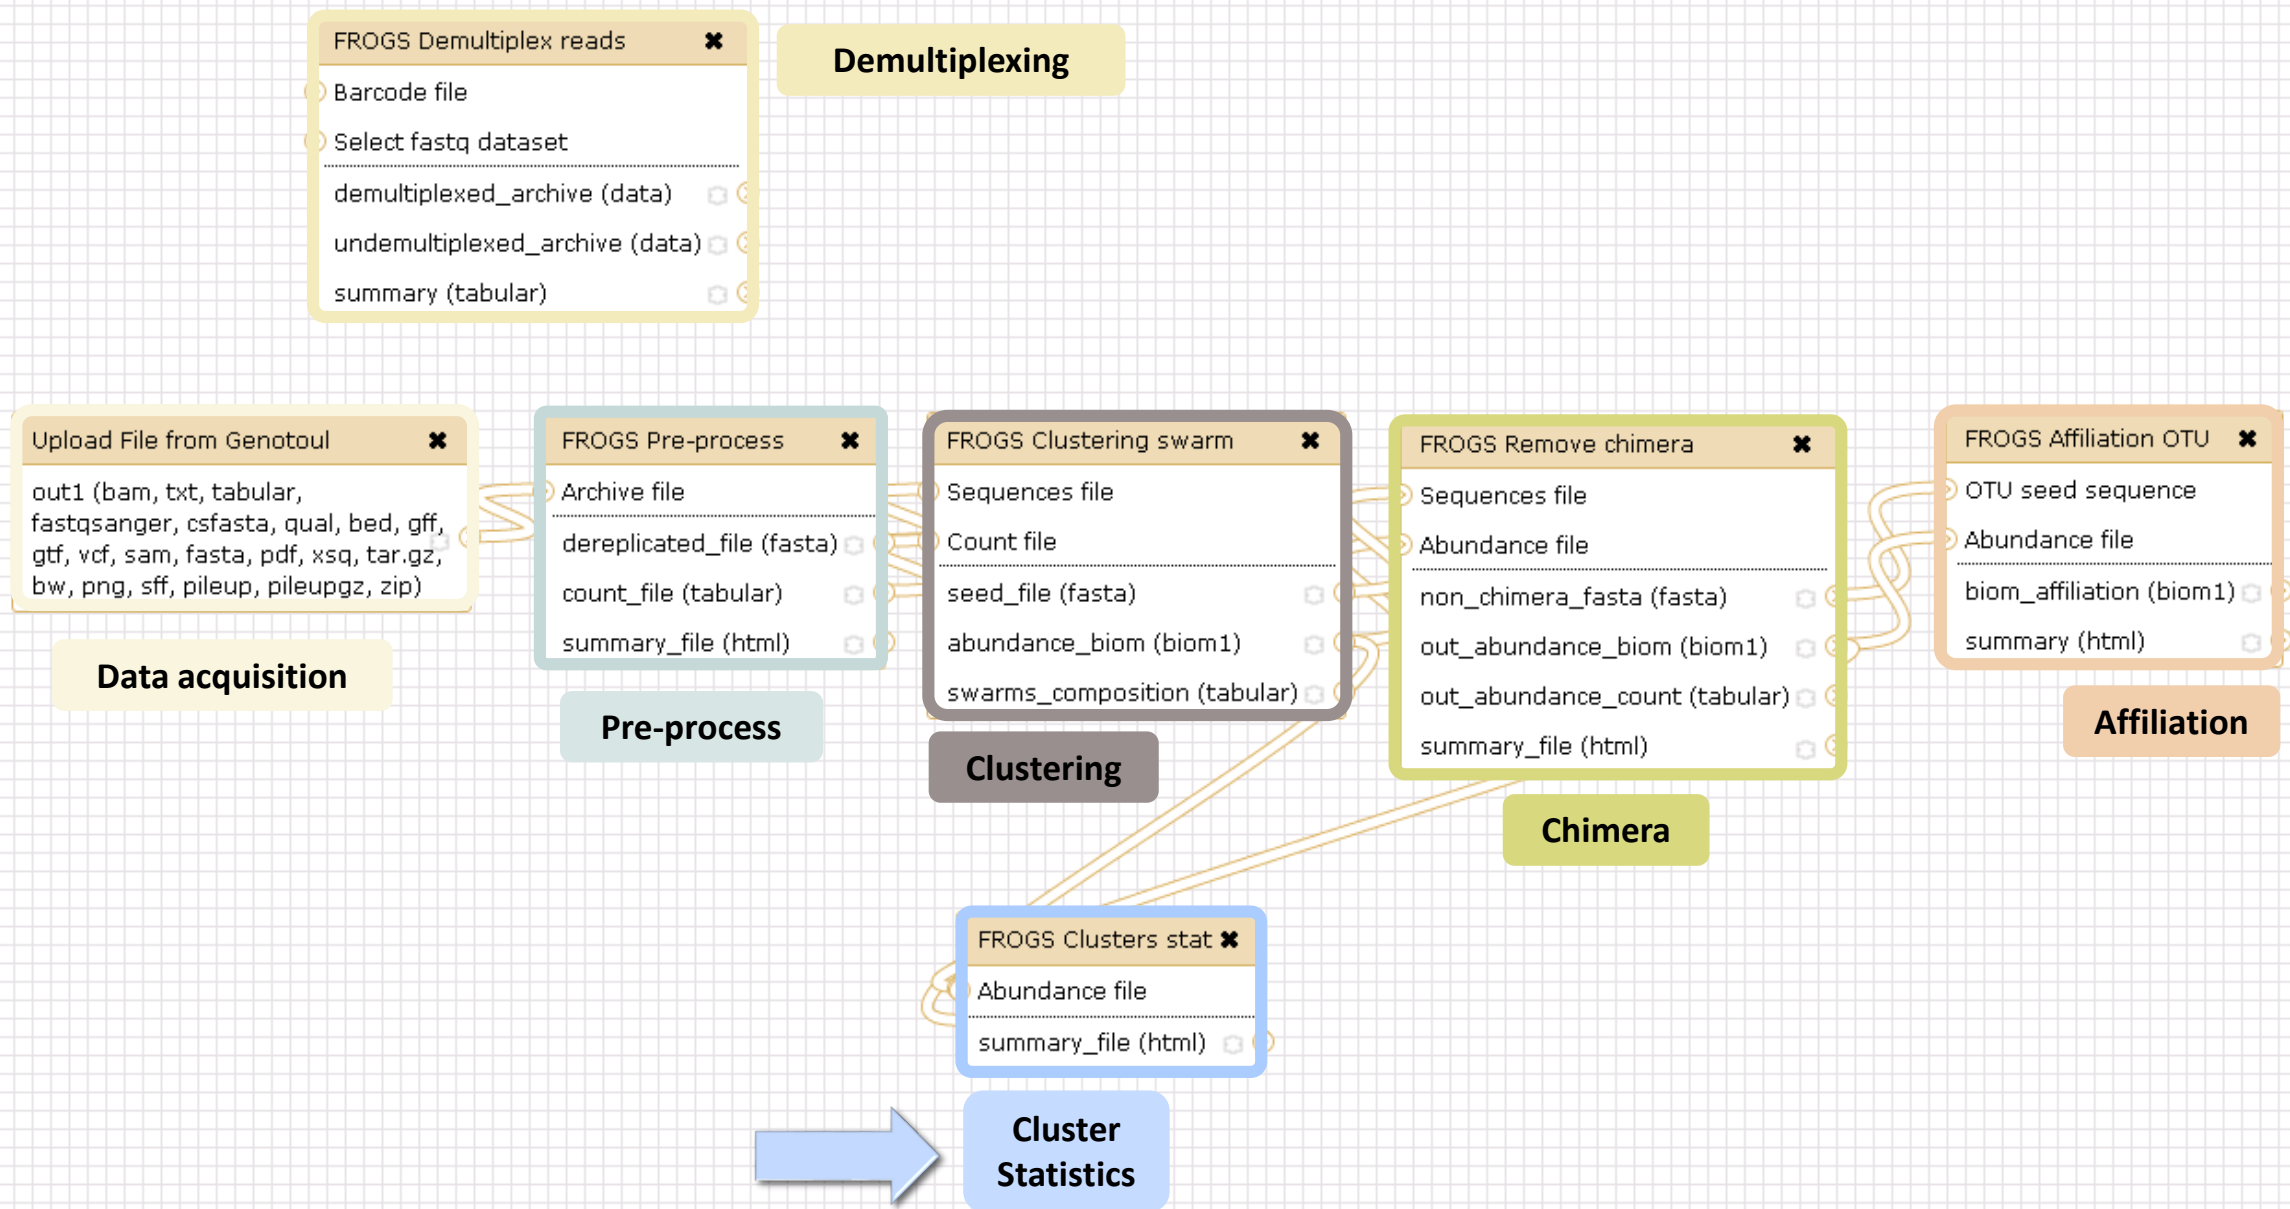 FROGS Demultiplex reads
Barcode file
Select fastq dataset
demultiplexed_archive (data)
undemultiplexed_archive (data)
summary (tabular)
Demultiplexing
Upload File from Genotoul
out1 (bam, txt, tabular,
fastqsanger, csfasta, qual, bed, gff,
gtf, vcf, sam, fasta, pdf, xsq, tar.gz,
bw, png, sff, pileup, pileupgz, zip)
Data acquisition
FROGS Pre-process
Archive file
dereplicated_file (fasta)
count_file (tabular)
summary_file (html)
Pre-process
FROGS Clustering swarm
Sequences file
Count file
seed_file (fasta)
abundance_biom (biom1)
swarms_composition (tabular)
Clustering
FROGS Remove chimera
Sequences file
Abundance file
non_chimera_fasta (fasta)
out_abundance_biom (biom1)
out_abundance_count (tabular)
summary_file (html)
Chimera
FROGS Affiliation OTU
OTU seed sequence
Abundance file
biom_affiliation (biom1)
summary (html)
Affiliation
FROGS Clusters stat
Abundance file
summary_file (html)
Cluster
Statistics